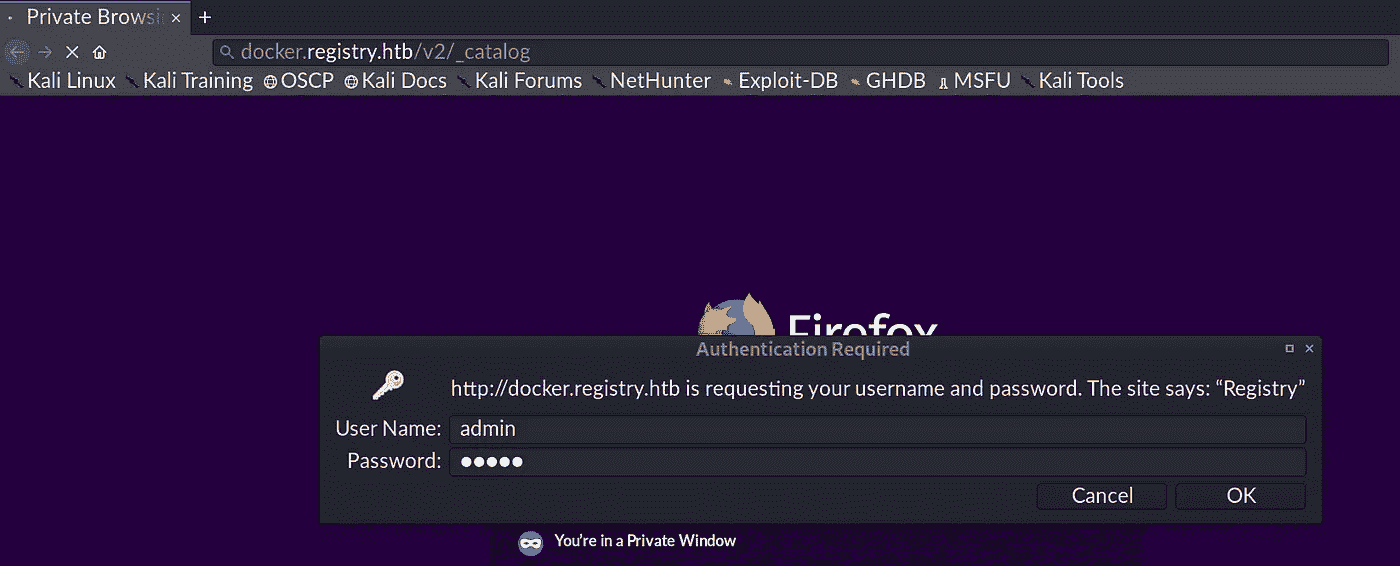 Private Browsi
docker.registry.htb/v2/_catalog
Kali Linux Kali Training OSCP Kali Docs Kali Forums NetHunter Exploit-DB GHDB MSFU Kali Tools
Firefox
Authentication Required
http://docker.registry.htb is requesting your username and password. The site says: “Registry”
User Name: admin
Password: ●●●●●
Cancel OK
You’re in a Private Window